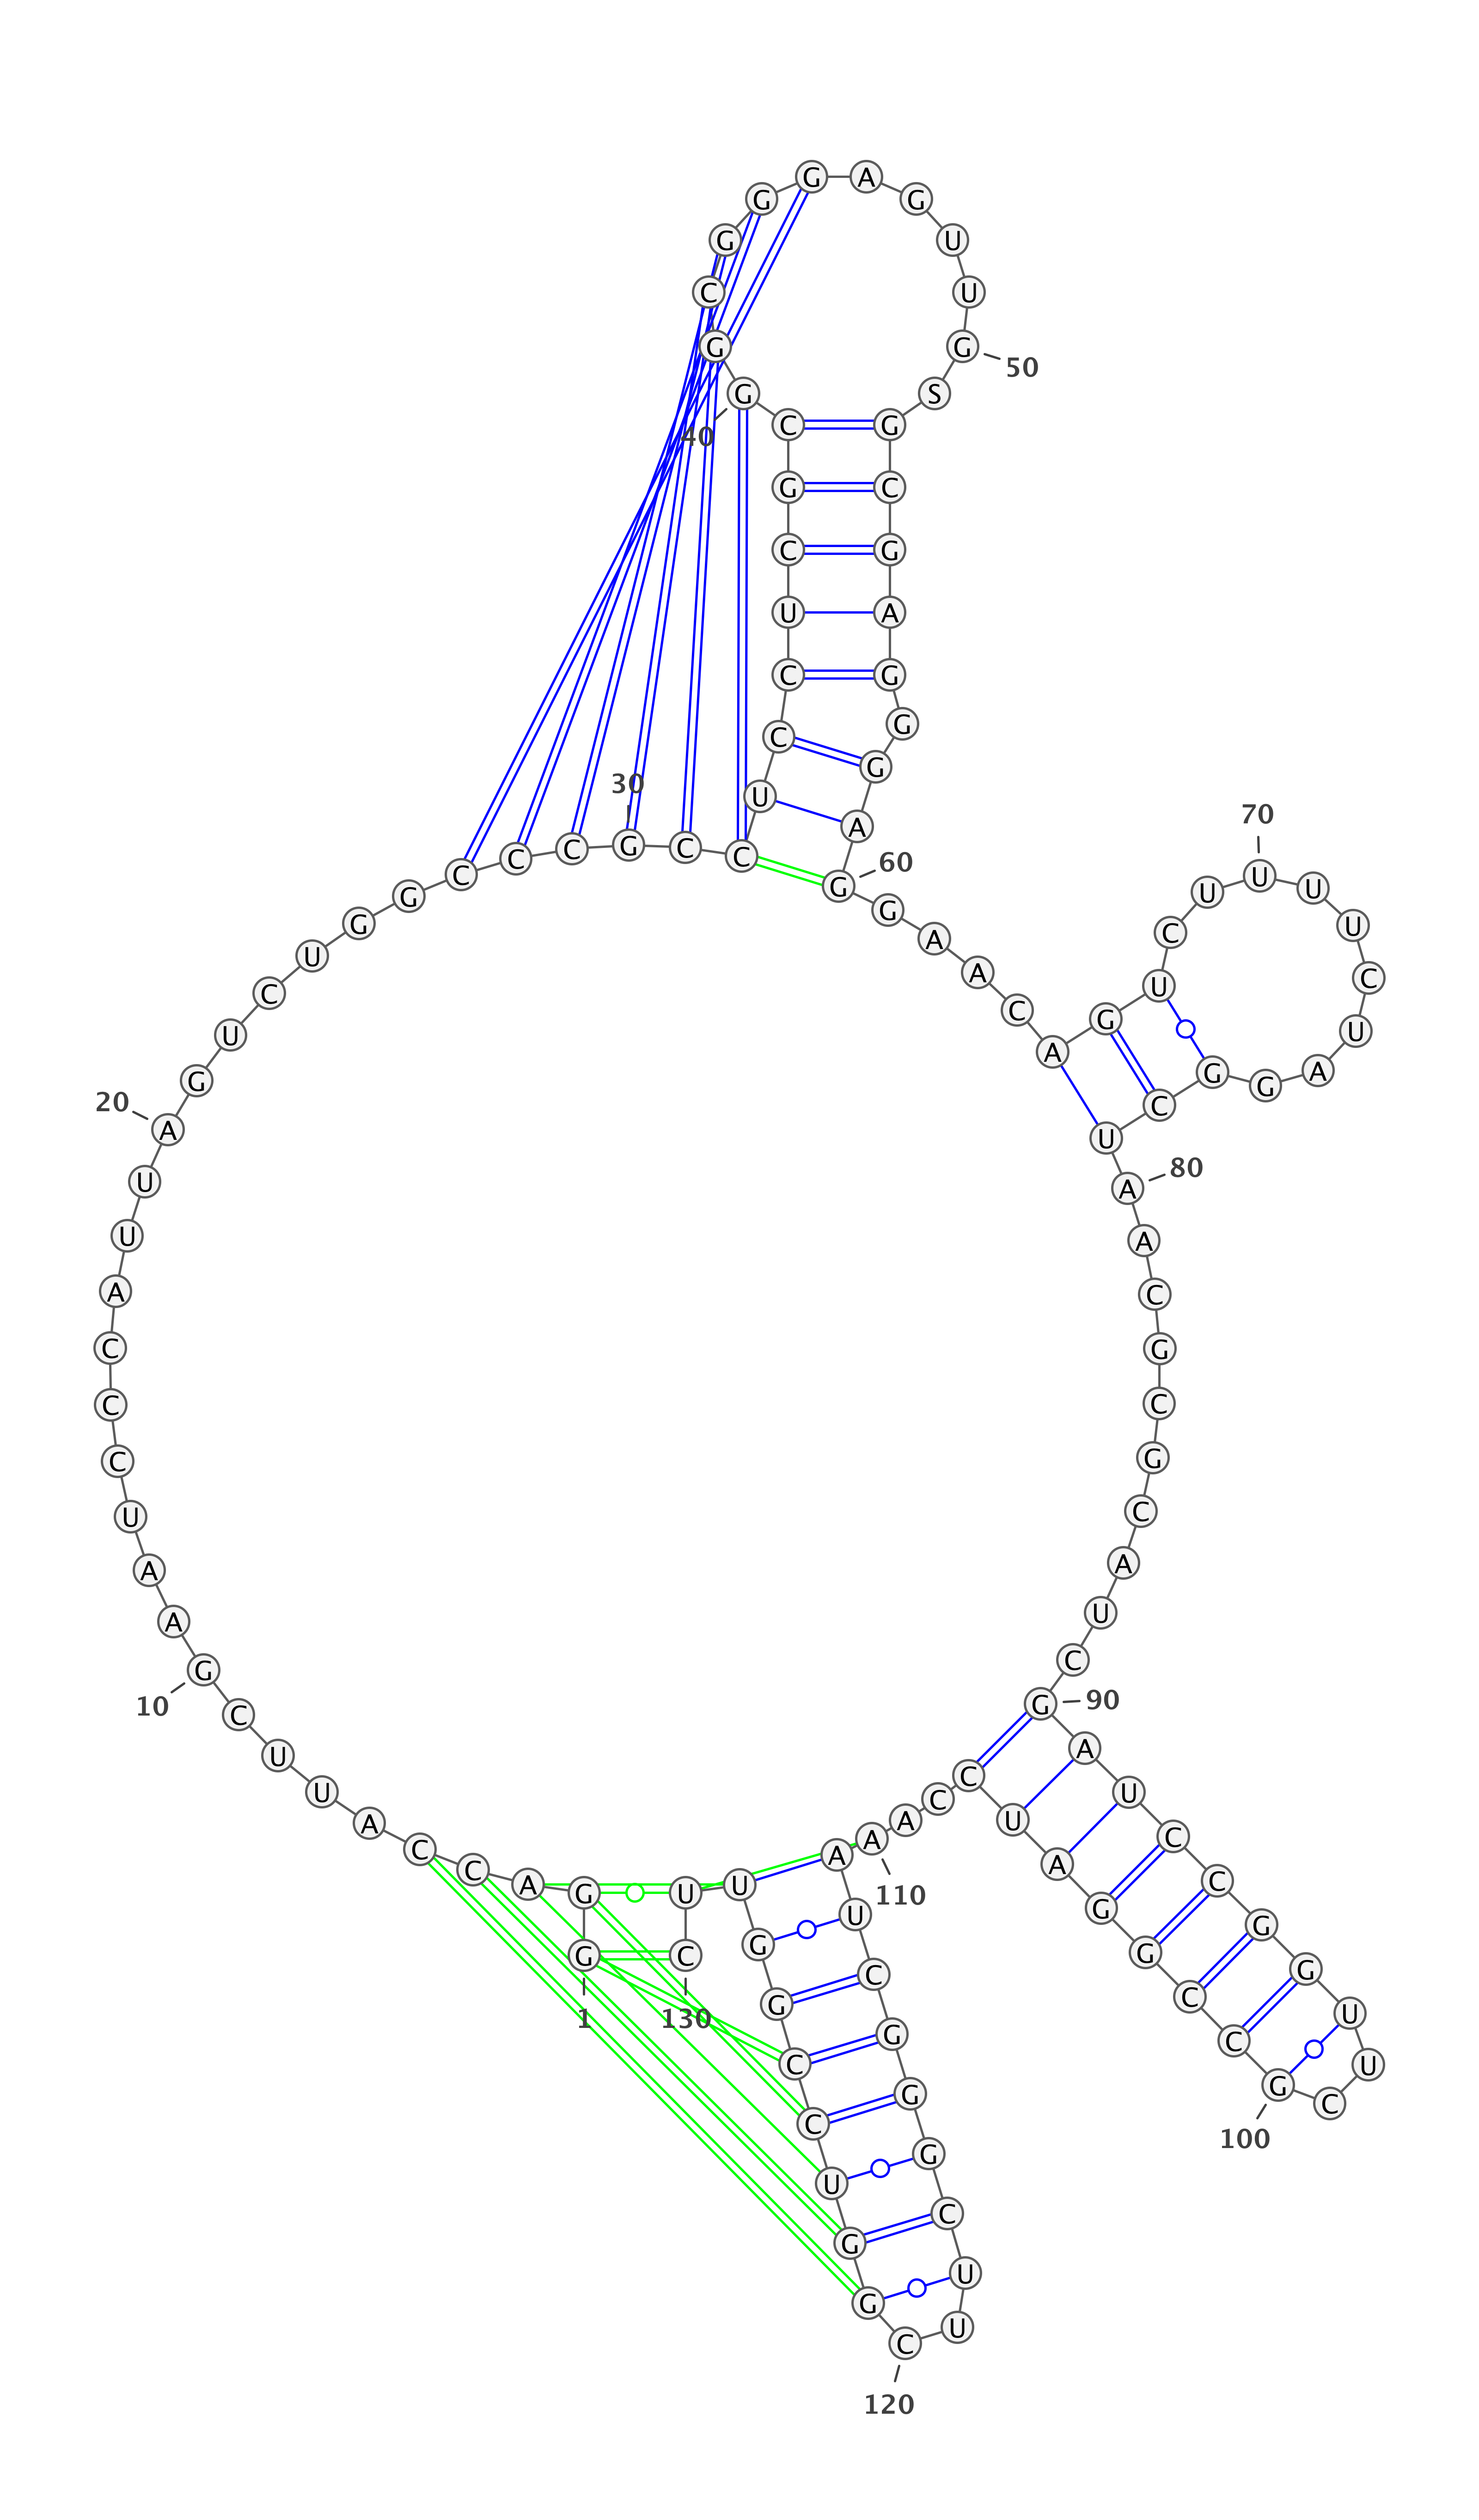 1
G G A C C A U U C G
10
A A U C C C A U U A
20
G U C U G G C C C G
30
C C U C C U C G C G
40
G C G G G A G U U G
50
S G C G A G G G A G
60
G A A C A G U C U U
70
U U C U A G G C U A
80
A C G C G C A U C G
90
A U C C G G U U C G
100
C C G G A U C C A A
110
A U C G G G C U U C
120
G G U C C G G U U C
130